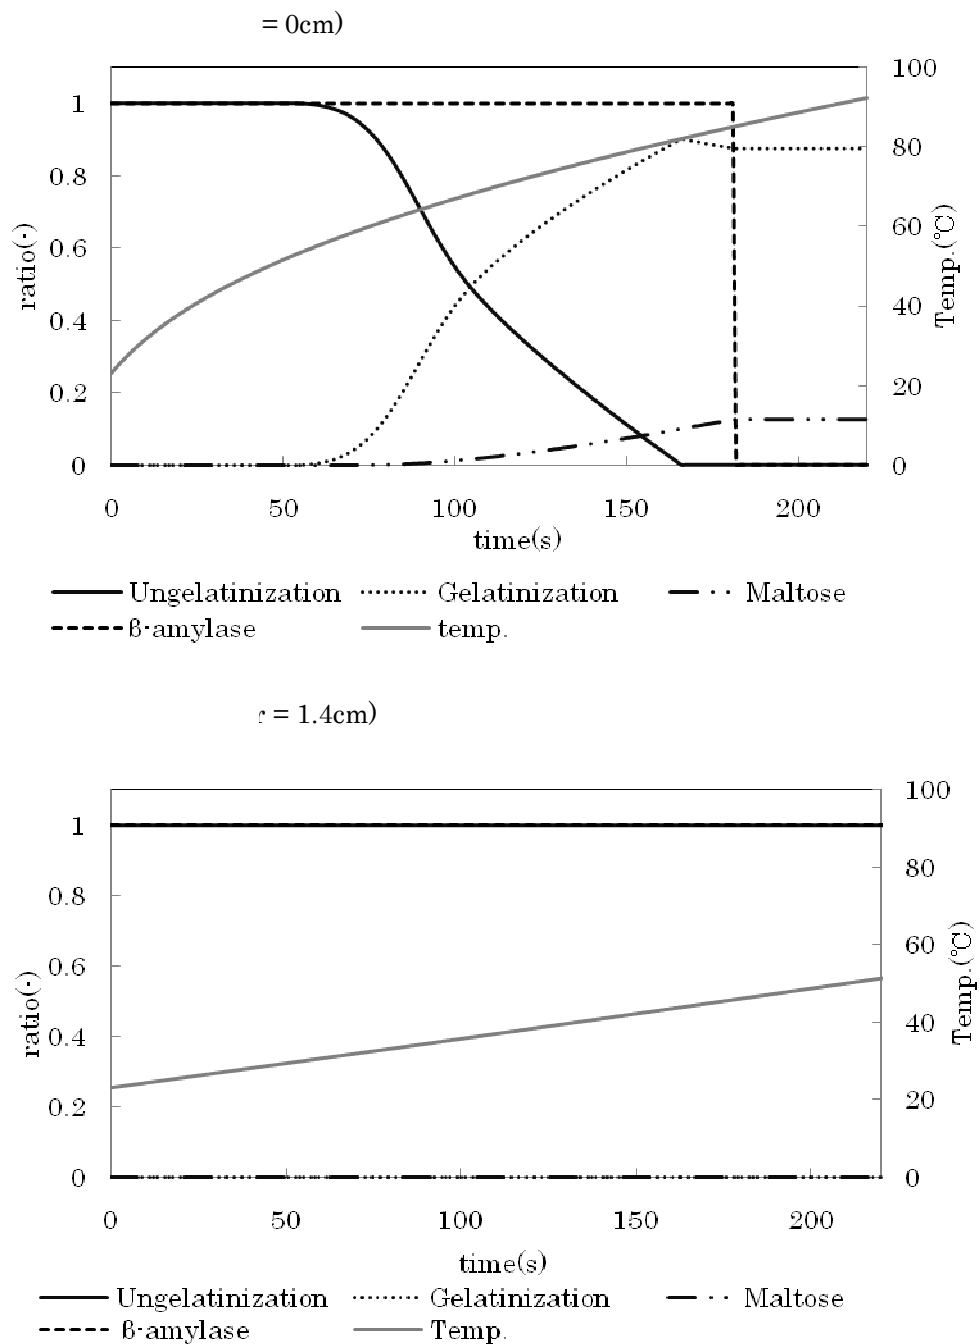 = 0cm)
100
1
80
0.8
60
0.6
40
0.4
20
0.2
0
0
ratio(-)
Temp.(℃)
0 50 100 150 200
time(s)
Ungelatinization Gelatinization Maltose
β-amylase temp.
r = 1.4cm)
100
1
80
0.8
60
0.6
40
0.4
20
0.2
0
0
ratio(-)
Temp.(℃)
0 50 100 150 200
time(s)
Ungelatinization Gelatinization Maltose
β-amylase Temp.